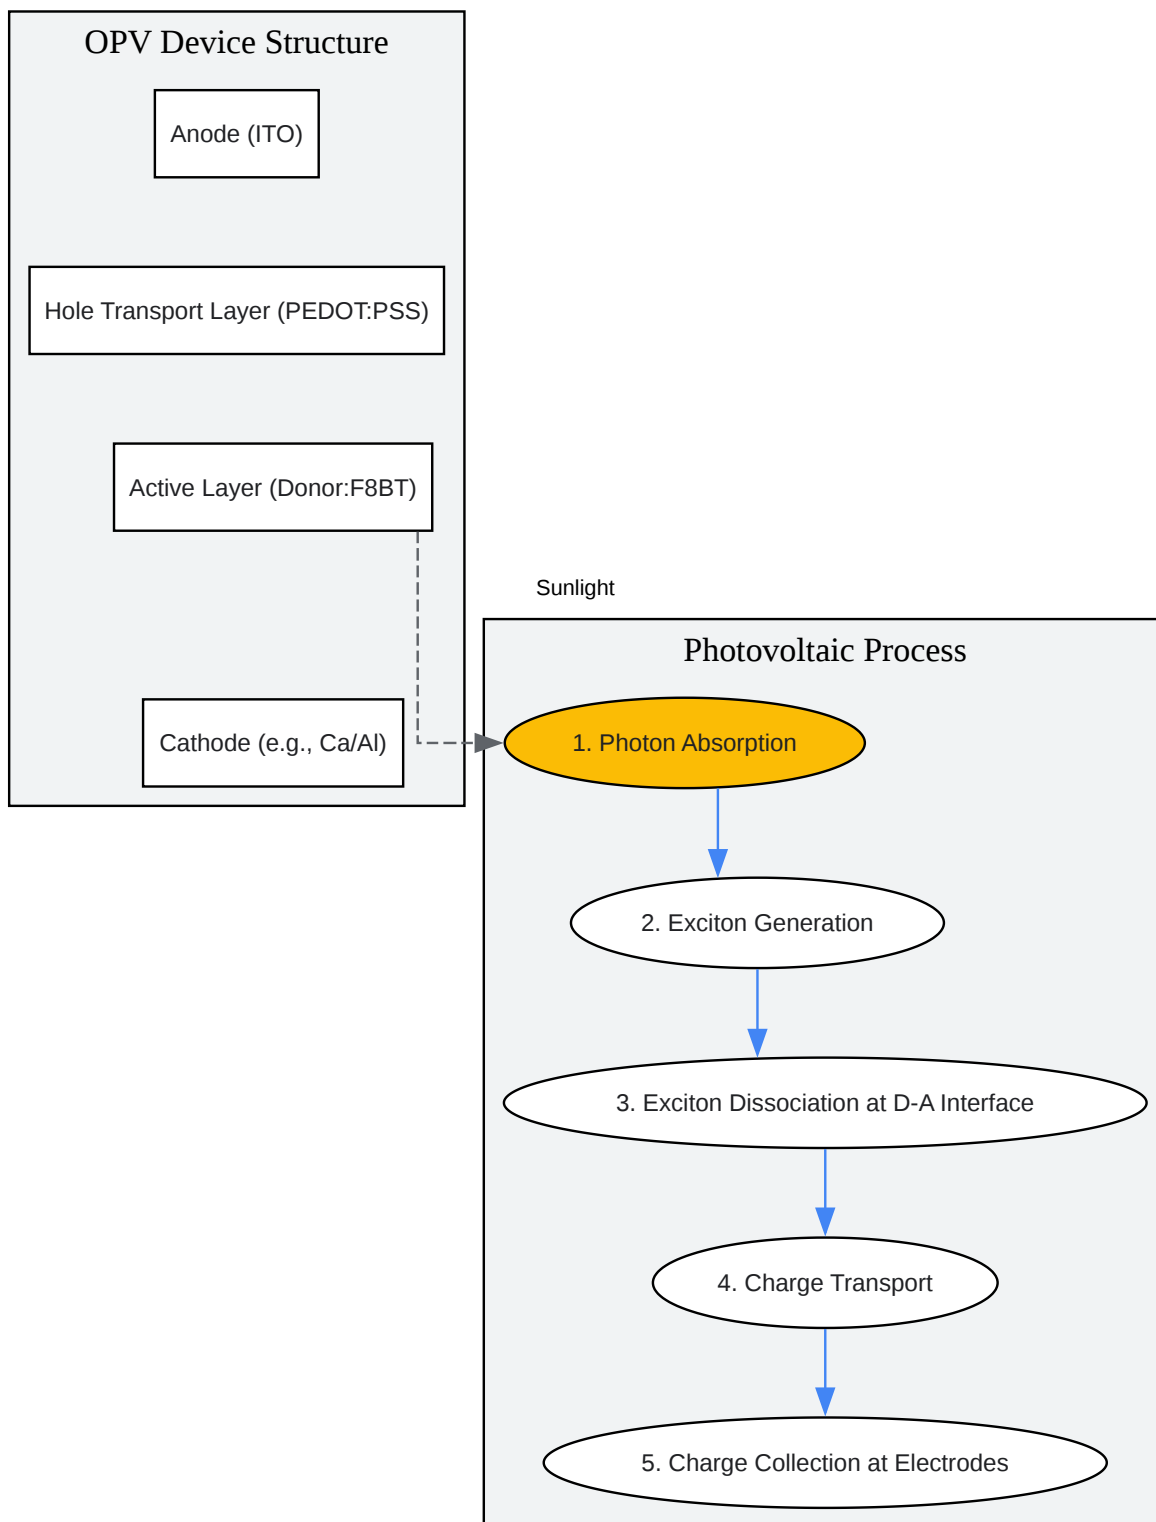 OPV Device Structure
Anode (ITO)
Hole Transport Layer (PEDOT:PSS)
Active Layer (Donor:F8BT)
Cathode (e.g., Ca/Al)
Sunlight
Photovoltaic Process
1. Photon Absorption
2. Exciton Generation
3. Exciton Dissociation at D-A Interface
4. Charge Transport
5. Charge Collection at Electrodes